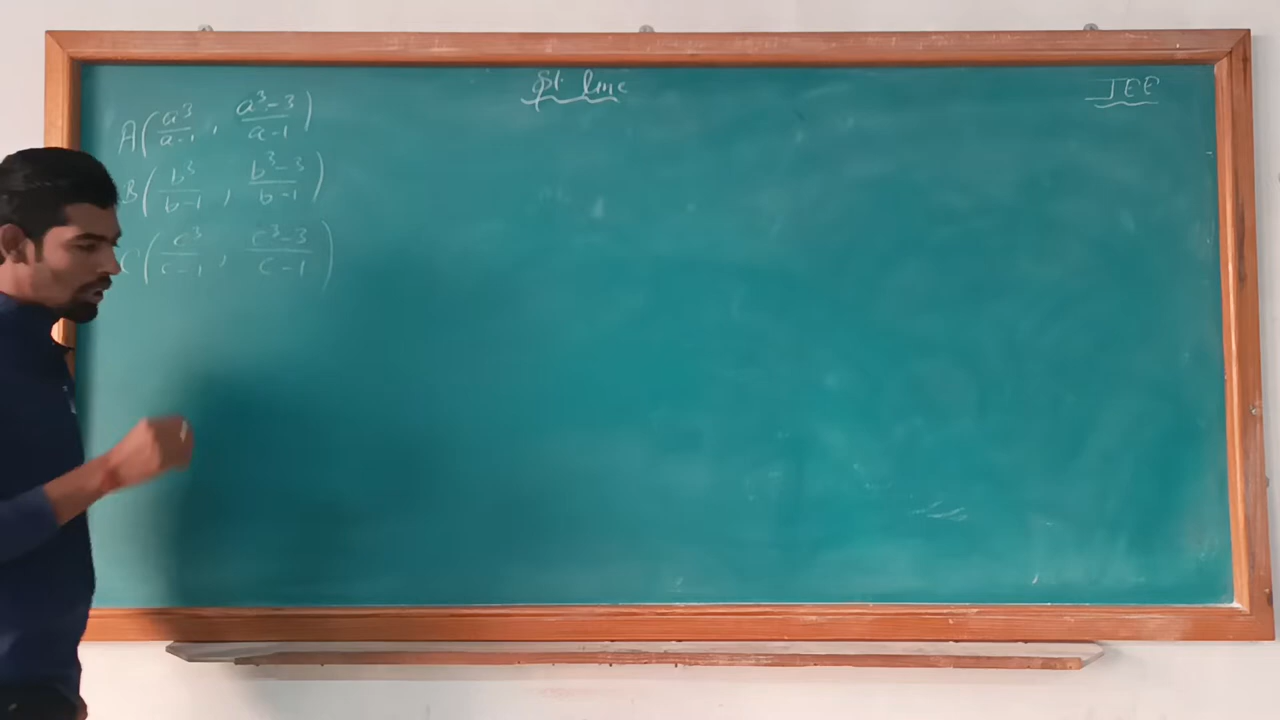 St. line
JEE
A(a³/a-1, a³-3/a-1)
B(b³/b-1, b³-3/b-1)
C(c³/c-1, c³-3/c-1)